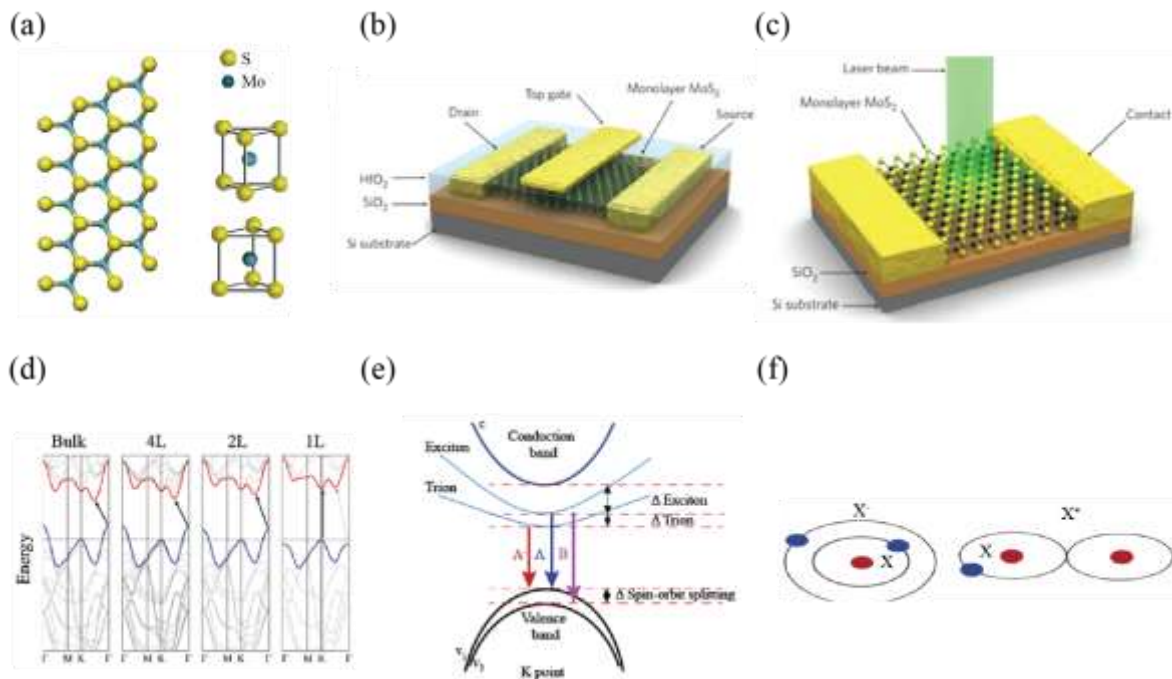 (a)
S
Mo
(b)
Monolayer MoS2
Top gate
Source
Drain
HfO2
SiO2
Si substrate
(c)
Laser beam
Monolayer MoS2
Contact
SiO2
Si substrate
(d)
Bulk 4L 2L 1L
Energy
Γ M K Γ Γ M K Γ Γ M K Γ Γ M K Γ
(e)
c
Conduction
band
Exciton
Trion
Δ Exciton
Δ Trion
A Δ B
Δ Spin-orbit splitting
Valence
band
K point
(f)
X-
X
X+
X